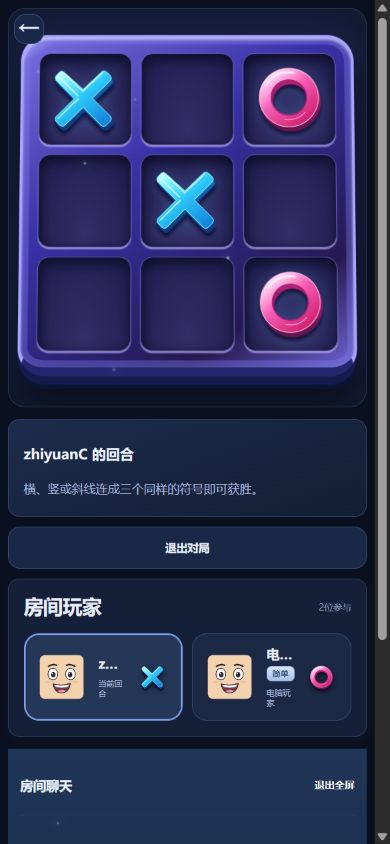 zhiyuanC 的回合
横、竖或斜线连成三个同样的符号即可获胜。
退出对局
房间玩家
2位参与
z...
当前回
合
电...
简单
电脑玩
家
房间聊天
退出全屏